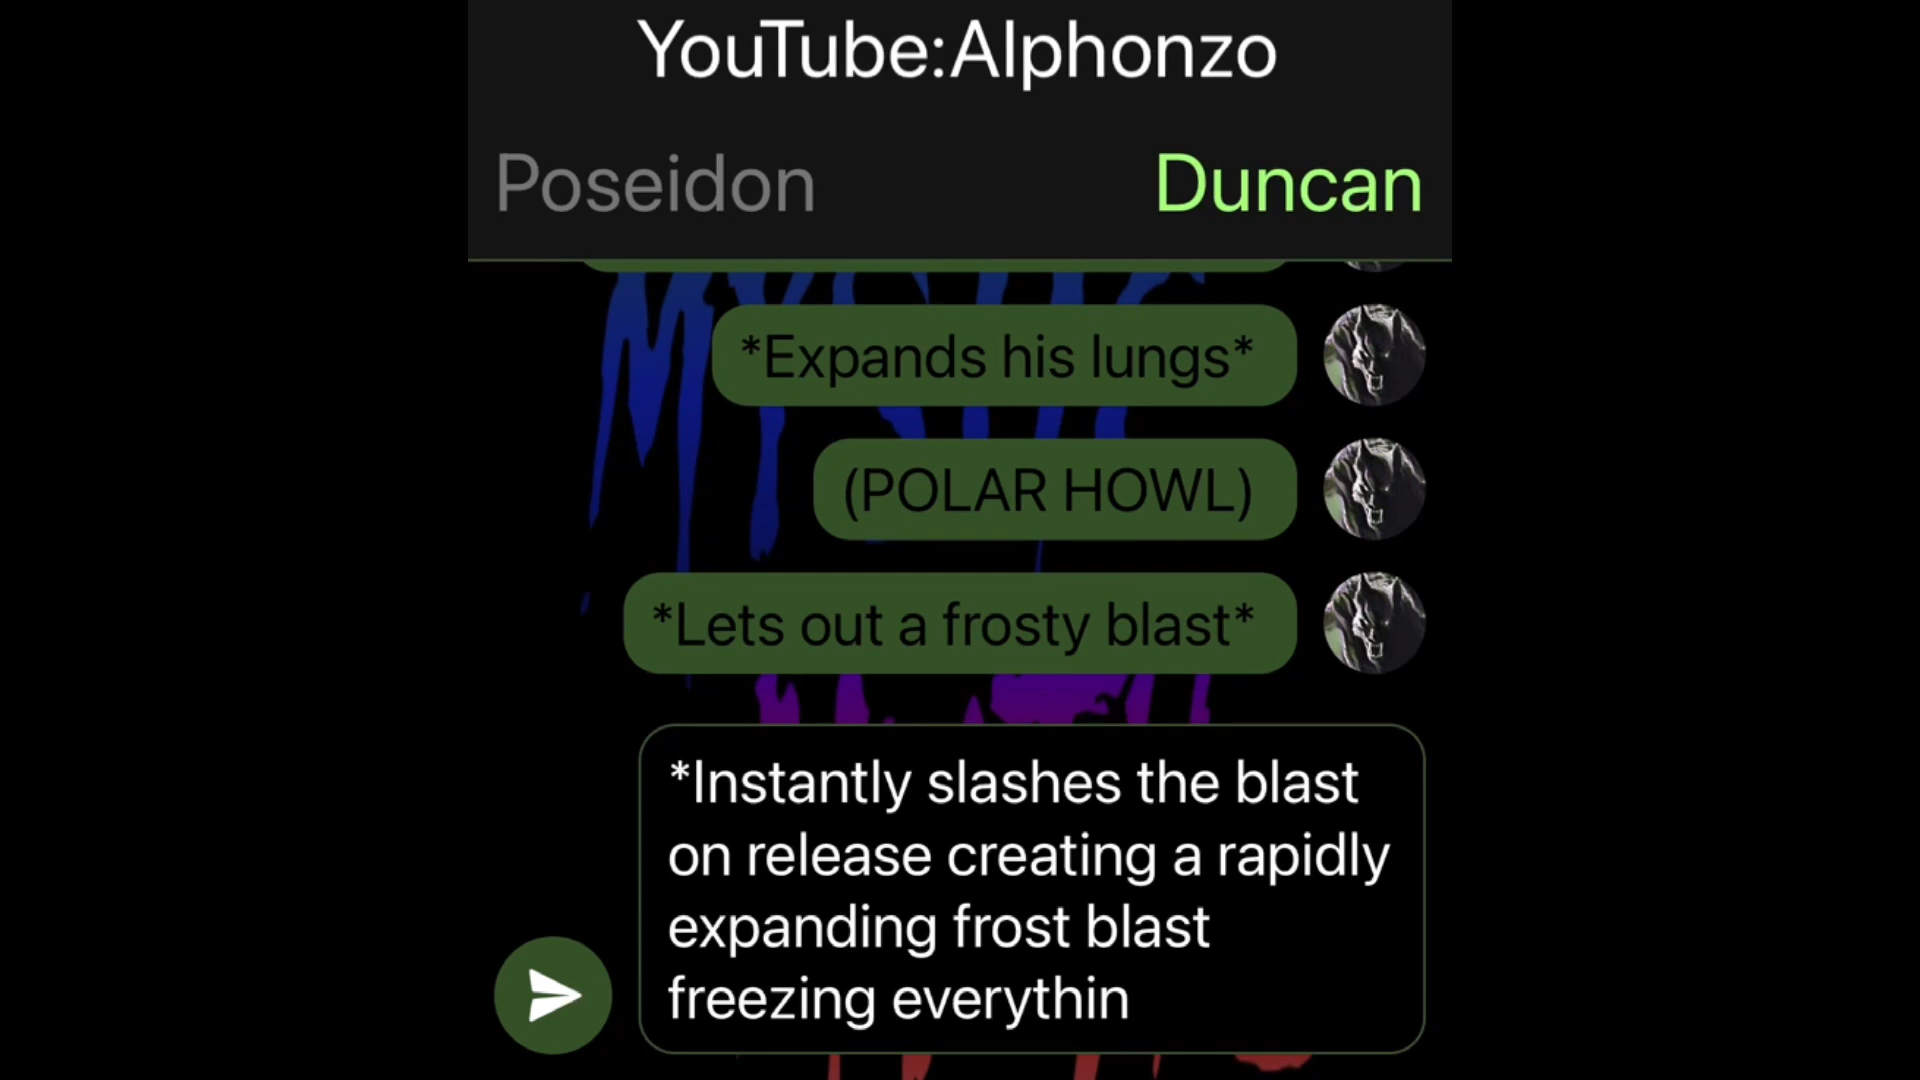 YouTube:Alphonzo
Poseidon
Duncan
*Expands his lungs*
(POLAR HOWL)
*Lets out a frosty blast*
*Instantly slashes the blast
on release creating a rapidly
expanding frost blast
freezing everythin